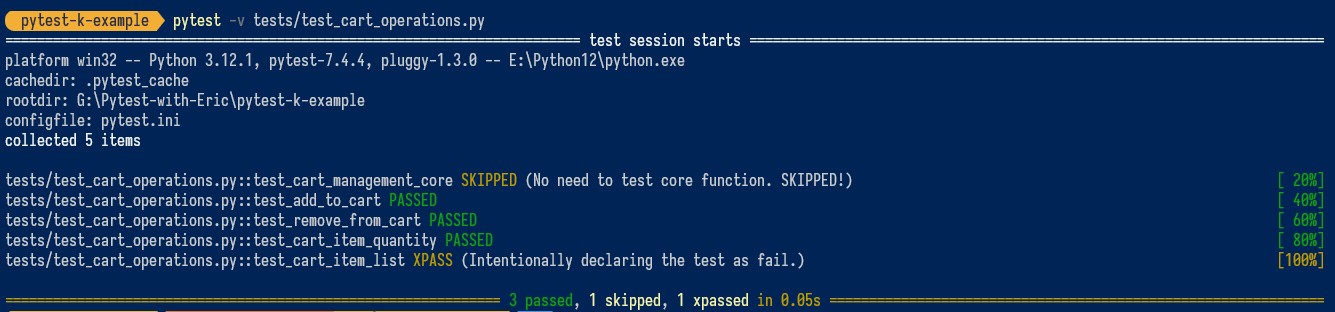 pytest-k-example pytest -v tests/test_cart_operations.py
============================================================================ test session starts ============================================================================
platform win32 -- Python 3.12.1, pytest-7.4.4, pluggy-1.3.0 -- E:\Python12\python.exe
cachedir: .pytest_cache
rootdir: G:\Pytest-with-Eric\pytest-k-example
configfile: pytest.ini
collected 5 items
tests/test_cart_operations.py::test_cart_management_core SKIPPED (No need to test core function. SKIPPED!) [ 20%]
tests/test_cart_operations.py::test_add_to_cart PASSED [ 40%]
tests/test_cart_operations.py::test_remove_from_cart PASSED [ 60%]
tests/test_cart_operations.py::test_cart_item_quantity PASSED [ 80%]
tests/test_cart_operations.py::test_cart_item_list XPASS (Intentionally declaring the test as fail.) [100%]
============================================================== 3 passed, 1 skipped, 1 xpassed in 0.05s ==============================================================